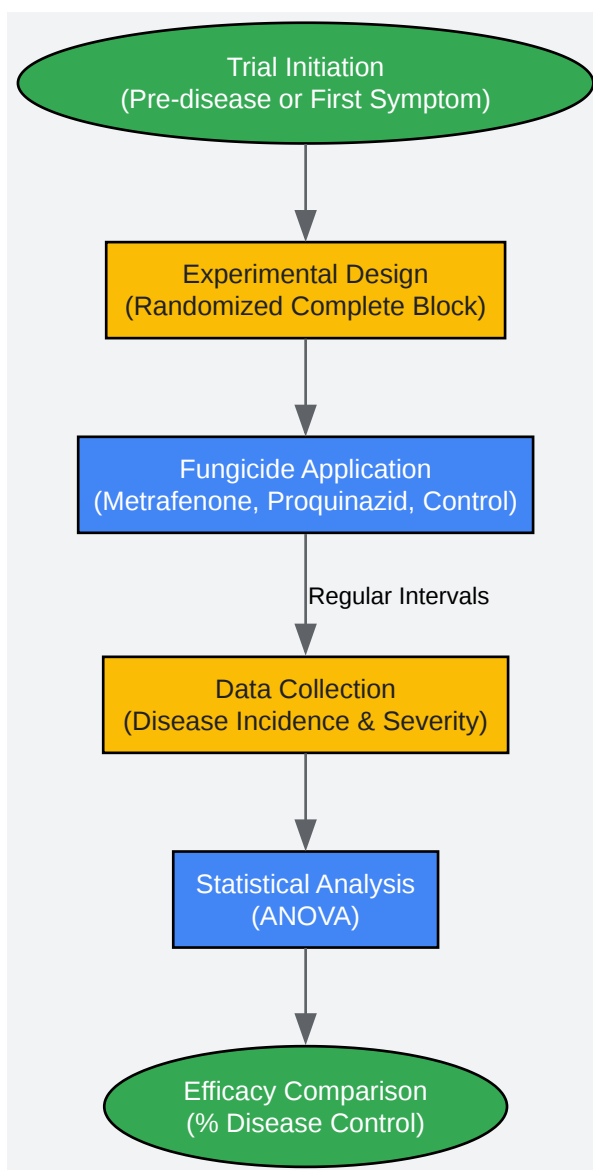 Trial Initiation
(Pre-disease or First Symptom)
Experimental Design
(Randomized Complete Block)
Fungicide Application
(Metrafenone, Proquinazid, Control)
Regular Intervals
Data Collection
(Disease Incidence & Severity)
Statistical Analysis
(ANOVA)
Efficacy Comparison
(% Disease Control)